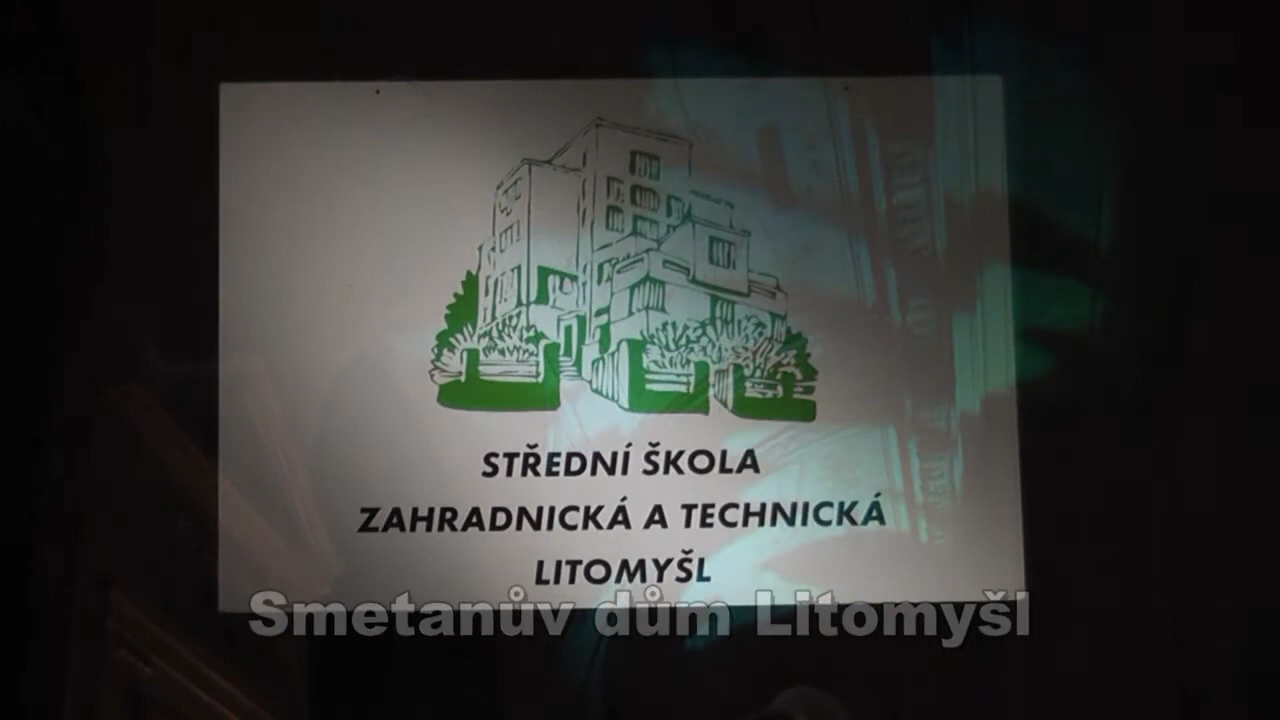 STŘEDNÍ ŠKOLA
ZAHRADNICKÁ A TECHNICKÁ
LITOMYŠL
Smetanův dům Litomyšl